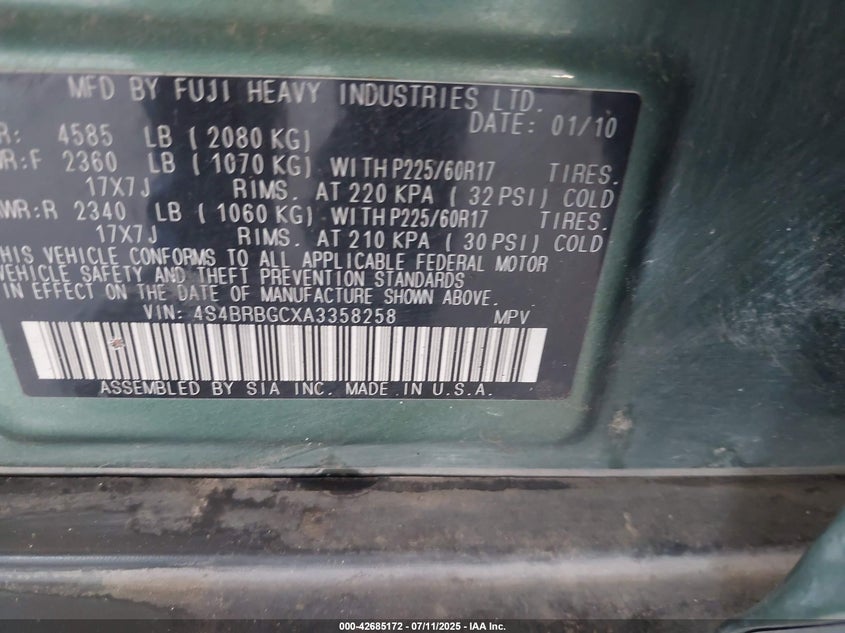 MFD BY FUJI HEAVY INDUSTRIES LTD.
DATE: 01/10
R: 4585 LB ( 2080 KG)
WR:F 2360 LB ( 1070 KG) WITH P225/60R17 TIRES.
17X7J RIMS. AT 220 KPA ( 32 PSI) COLD
WR:R 2340 LB ( 1060 KG) WITH P225/60R17 TIRES.
17X7J RIMS. AT 210 KPA ( 30 PSI) COLD
THIS VEHICLE CONFORMS TO ALL APPLICABLE FEDERAL MOTOR
VEHICLE SAFETY AND THEFT PREVENTION STANDARDS
IN EFFECT ON THE DATE OF MANUFACTURE SHOWN ABOVE.
VIN: 4S4BRBGCXA3358258 MPV
ASSEMBLED BY SIA INC. MADE IN U.S.A.
000-42685172 - 07/11/2025 - IAA Inc.